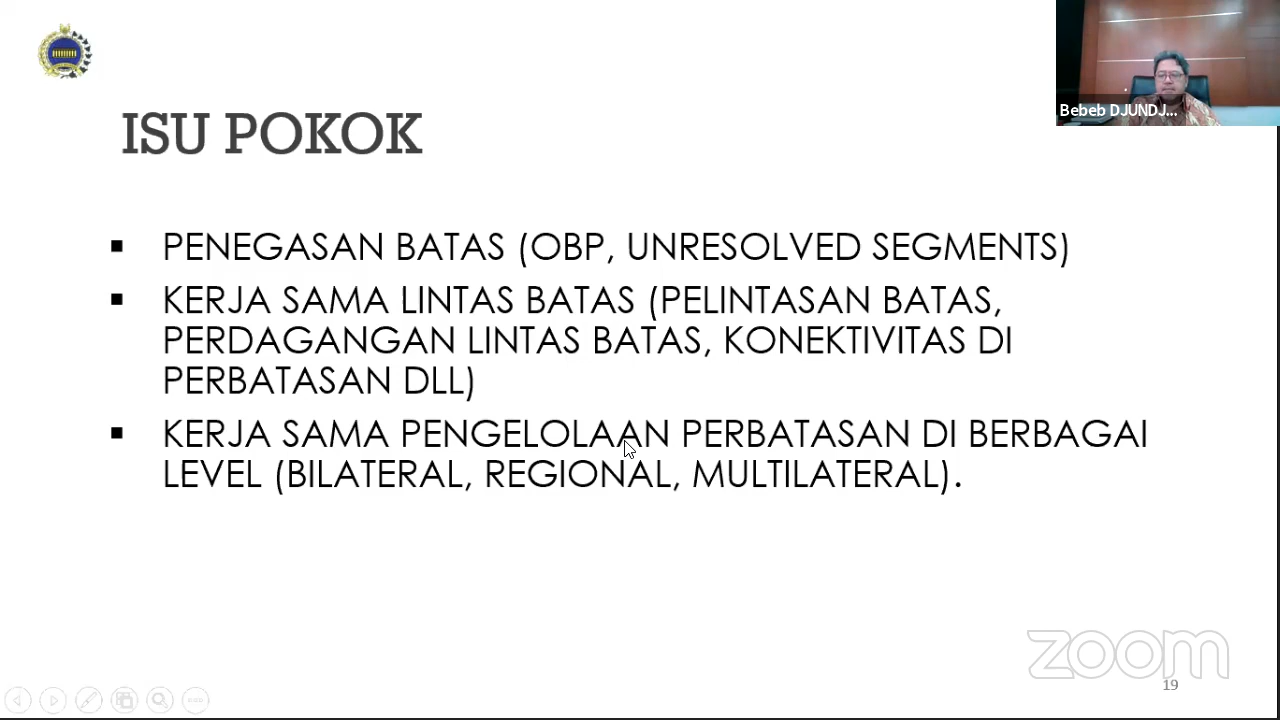 Bebeb DJUNDJ...
ISU POKOK
▪ PENEGASAN BATAS (OBP, UNRESOLVED SEGMENTS)
▪ KERJA SAMA LINTAS BATAS (PELINTASAN BATAS,
PERDAGANGAN LINTAS BATAS, KONEKTIVITAS DI
PERBATASAN DLL)
▪ KERJA SAMA PENGELOLAAN PERBATASAN DI BERBAGAI
LEVEL (BILATERAL, REGIONAL, MULTILATERAL).
zoom
19